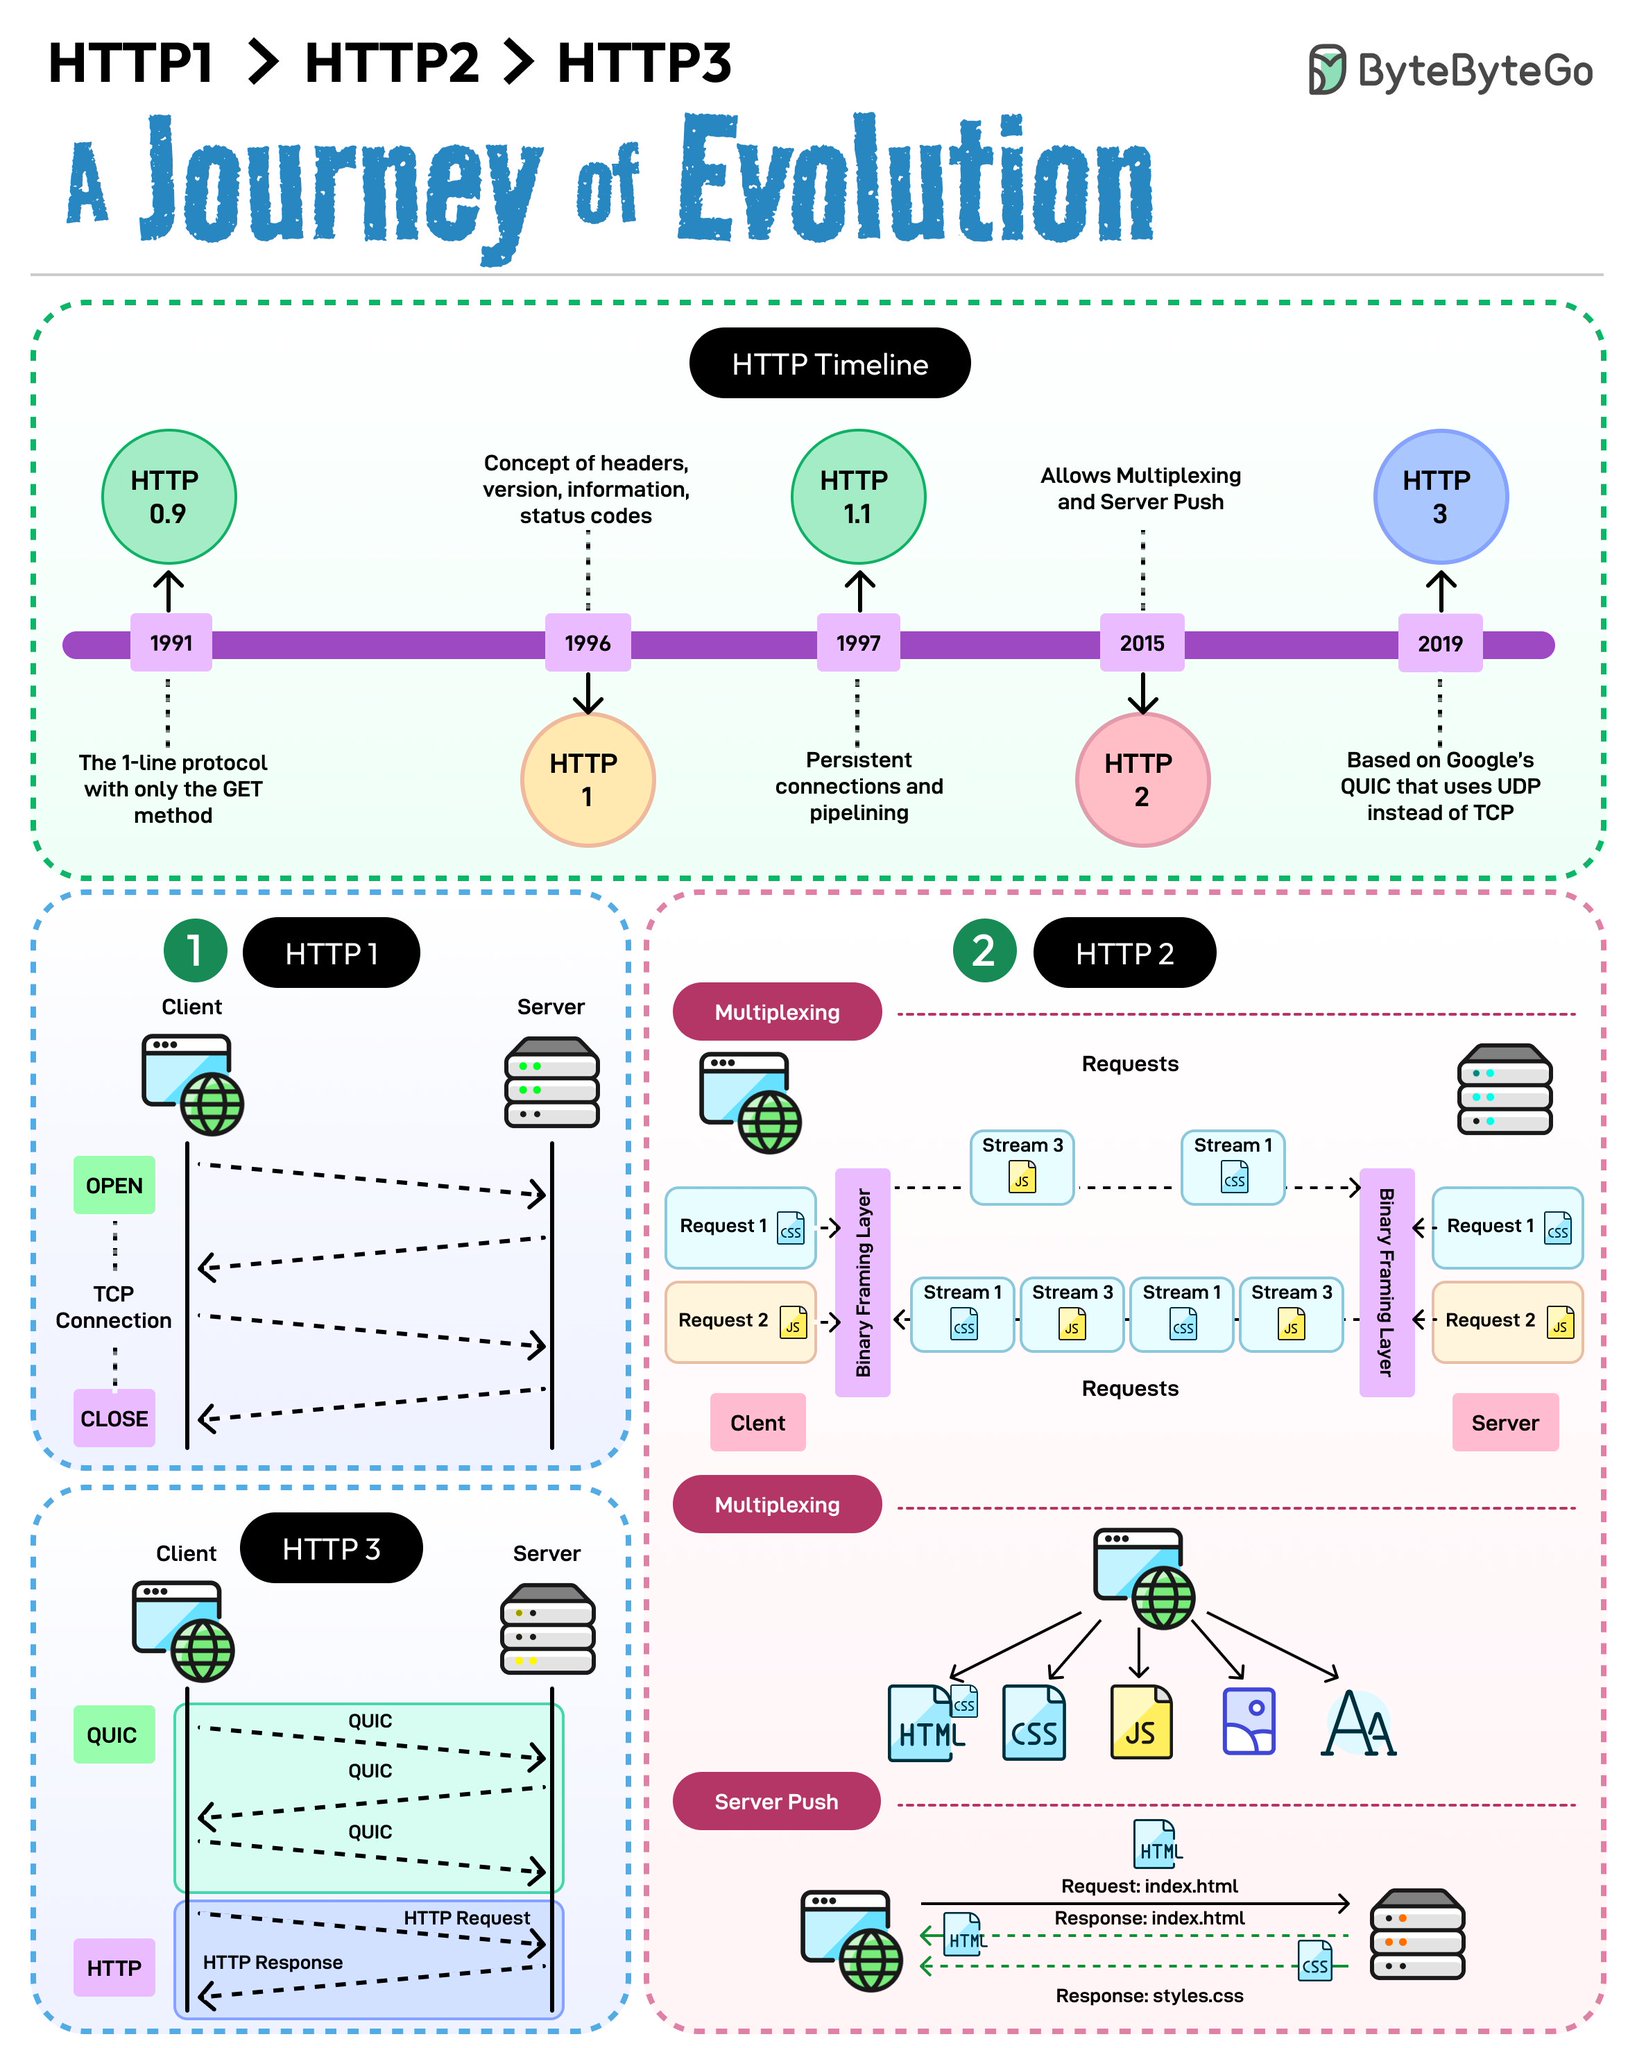 HTTP1 > HTTP2 > HTTP3
ByteByteGo
A Journey of Evolution
HTTP Timeline
HTTP
0.9
Concept of headers,
version, information,
status codes
HTTP
1.1
Allows Multiplexing
and Server Push
HTTP
3
1991
1996
1997
2015
2019
The 1-line protocol
with only the GET
method
HTTP
1
Persistent
connections and
pipelining
HTTP
2
Based on Google's
QUIC that uses UDP
instead of TCP
1 HTTP 1
Client
Server
OPEN
TCP
Connection
CLOSE
2 HTTP 2
Multiplexing
Requests
Stream 3
JS
Stream 1
CSS
Request 1 CSS
Request 2 JS
Binary Framing Layer
Stream 1
CSS
Stream 3
JS
Stream 1
CSS
Stream 3
JS
Binary Framing Layer
Request 1 CSS
Request 2 JS
Requests
Clent
Server
Multiplexing
HTML
CSS
CSS
JS
AA
Server Push
HTML
Request: index.html
Response: index.html
HTML
CSS
Response: styles.css
HTTP 3
Client
Server
QUIC
QUIC
QUIC
QUIC
HTTP
HTTP Request
HTTP Response